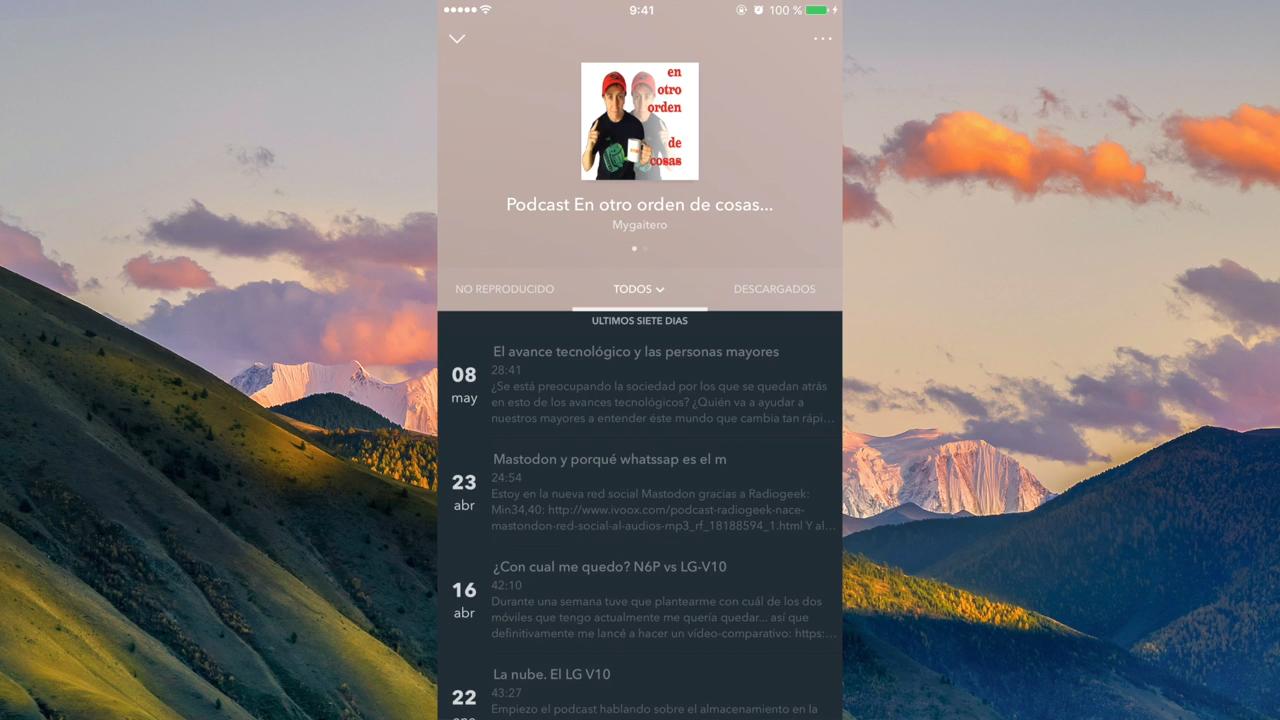 9:41
100 %
en
otro
orden
de
cosas
Podcast En otro orden de cosas...
Mygaitero
NO REPRODUCIDO
TODOS
DESCARGADOS
ULTIMOS SIETE DIAS
08
may
El avance tecnológico y las personas mayores
28:41
¿Se está preocupando la sociedad por los que se quedan atrás
en esto de los avances tecnológicos? ¿Quién va a ayudar a
nuestros mayores a entender éste mundo que cambia tan rápi...
23
abr
Mastodon y porqué whatssap es el m
24:54
Estoy en la nueva red social Mastodon gracias a Radiogeek:
Min34,40: http://www.ivoox.com/podcast-radiogeek-nace-
mastondon-red-social-al-audios-mp3_rf_18188594_1.html Y al...
16
abr
¿Con cual me quedo? N6P vs LG-V10
42:10
Durante una semana tuve que plantearme con cuál de los dos
móviles que tengo actualmente me quería quedar... así que
definitivamente me lancé a hacer un vídeo-comparativo: https:...
22
La nube. El LG V10
43:27
Empiezo el podcast hablando sobre el almacenamiento en la